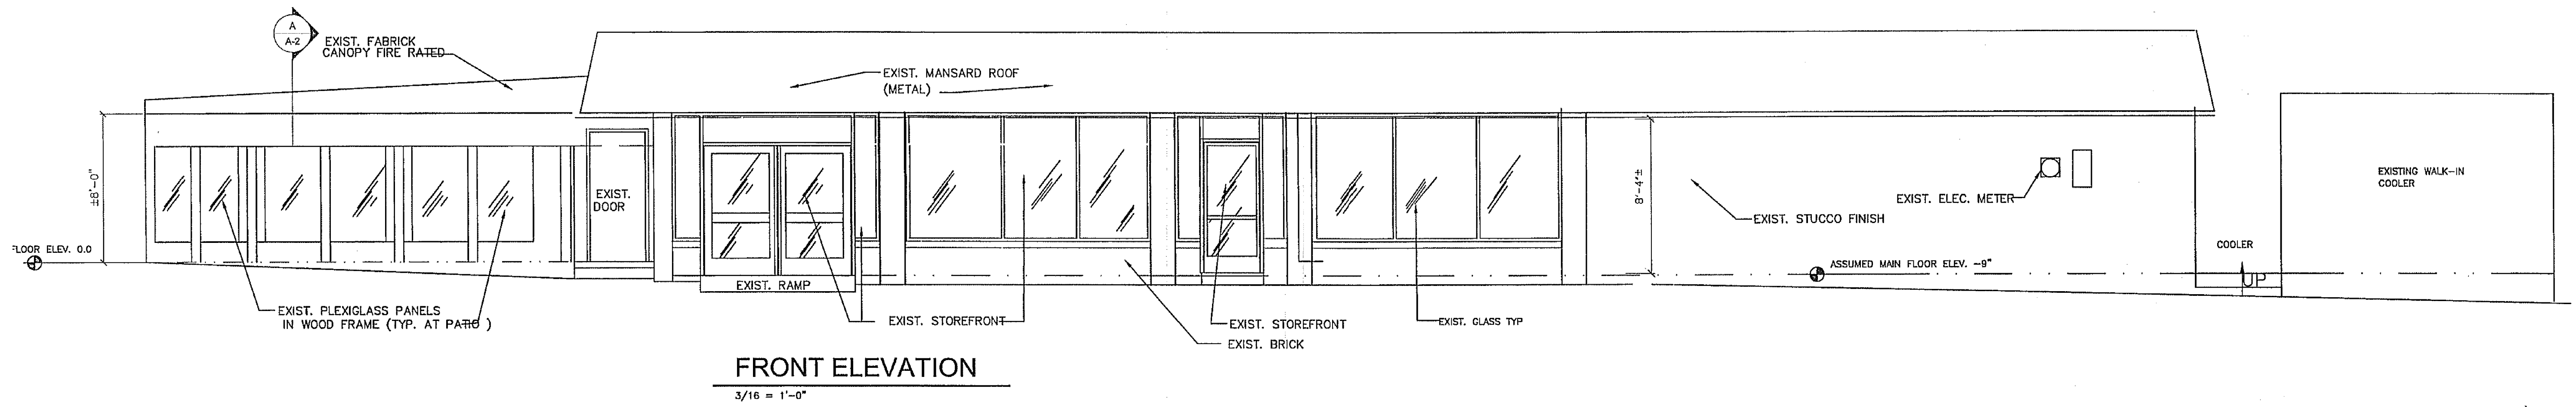 A
A-2
EXIST. FABRICK
CANOPY FIRE RATED
EXIST. MANSARD ROOF
(METAL)
±8'-0"
EXIST.
DOOR
8'-4"±
EXIST. ELEC. METER
EXIST. STUCCO FINISH
EXISTING WALK-IN
COOLER
FLOOR ELEV. 0.0
COOLER
UP
ASSUMED MAIN FLOOR ELEV. -9"
EXIST. RAMP
EXIST. PLEXIGLASS PANELS
IN WOOD FRAME (TYP. AT PATIO )
EXIST. STOREFRONT
EXIST. STOREFRONT
EXIST. GLASS TYP
EXIST. BRICK
FRONT ELEVATION
3/16 = 1'-0"